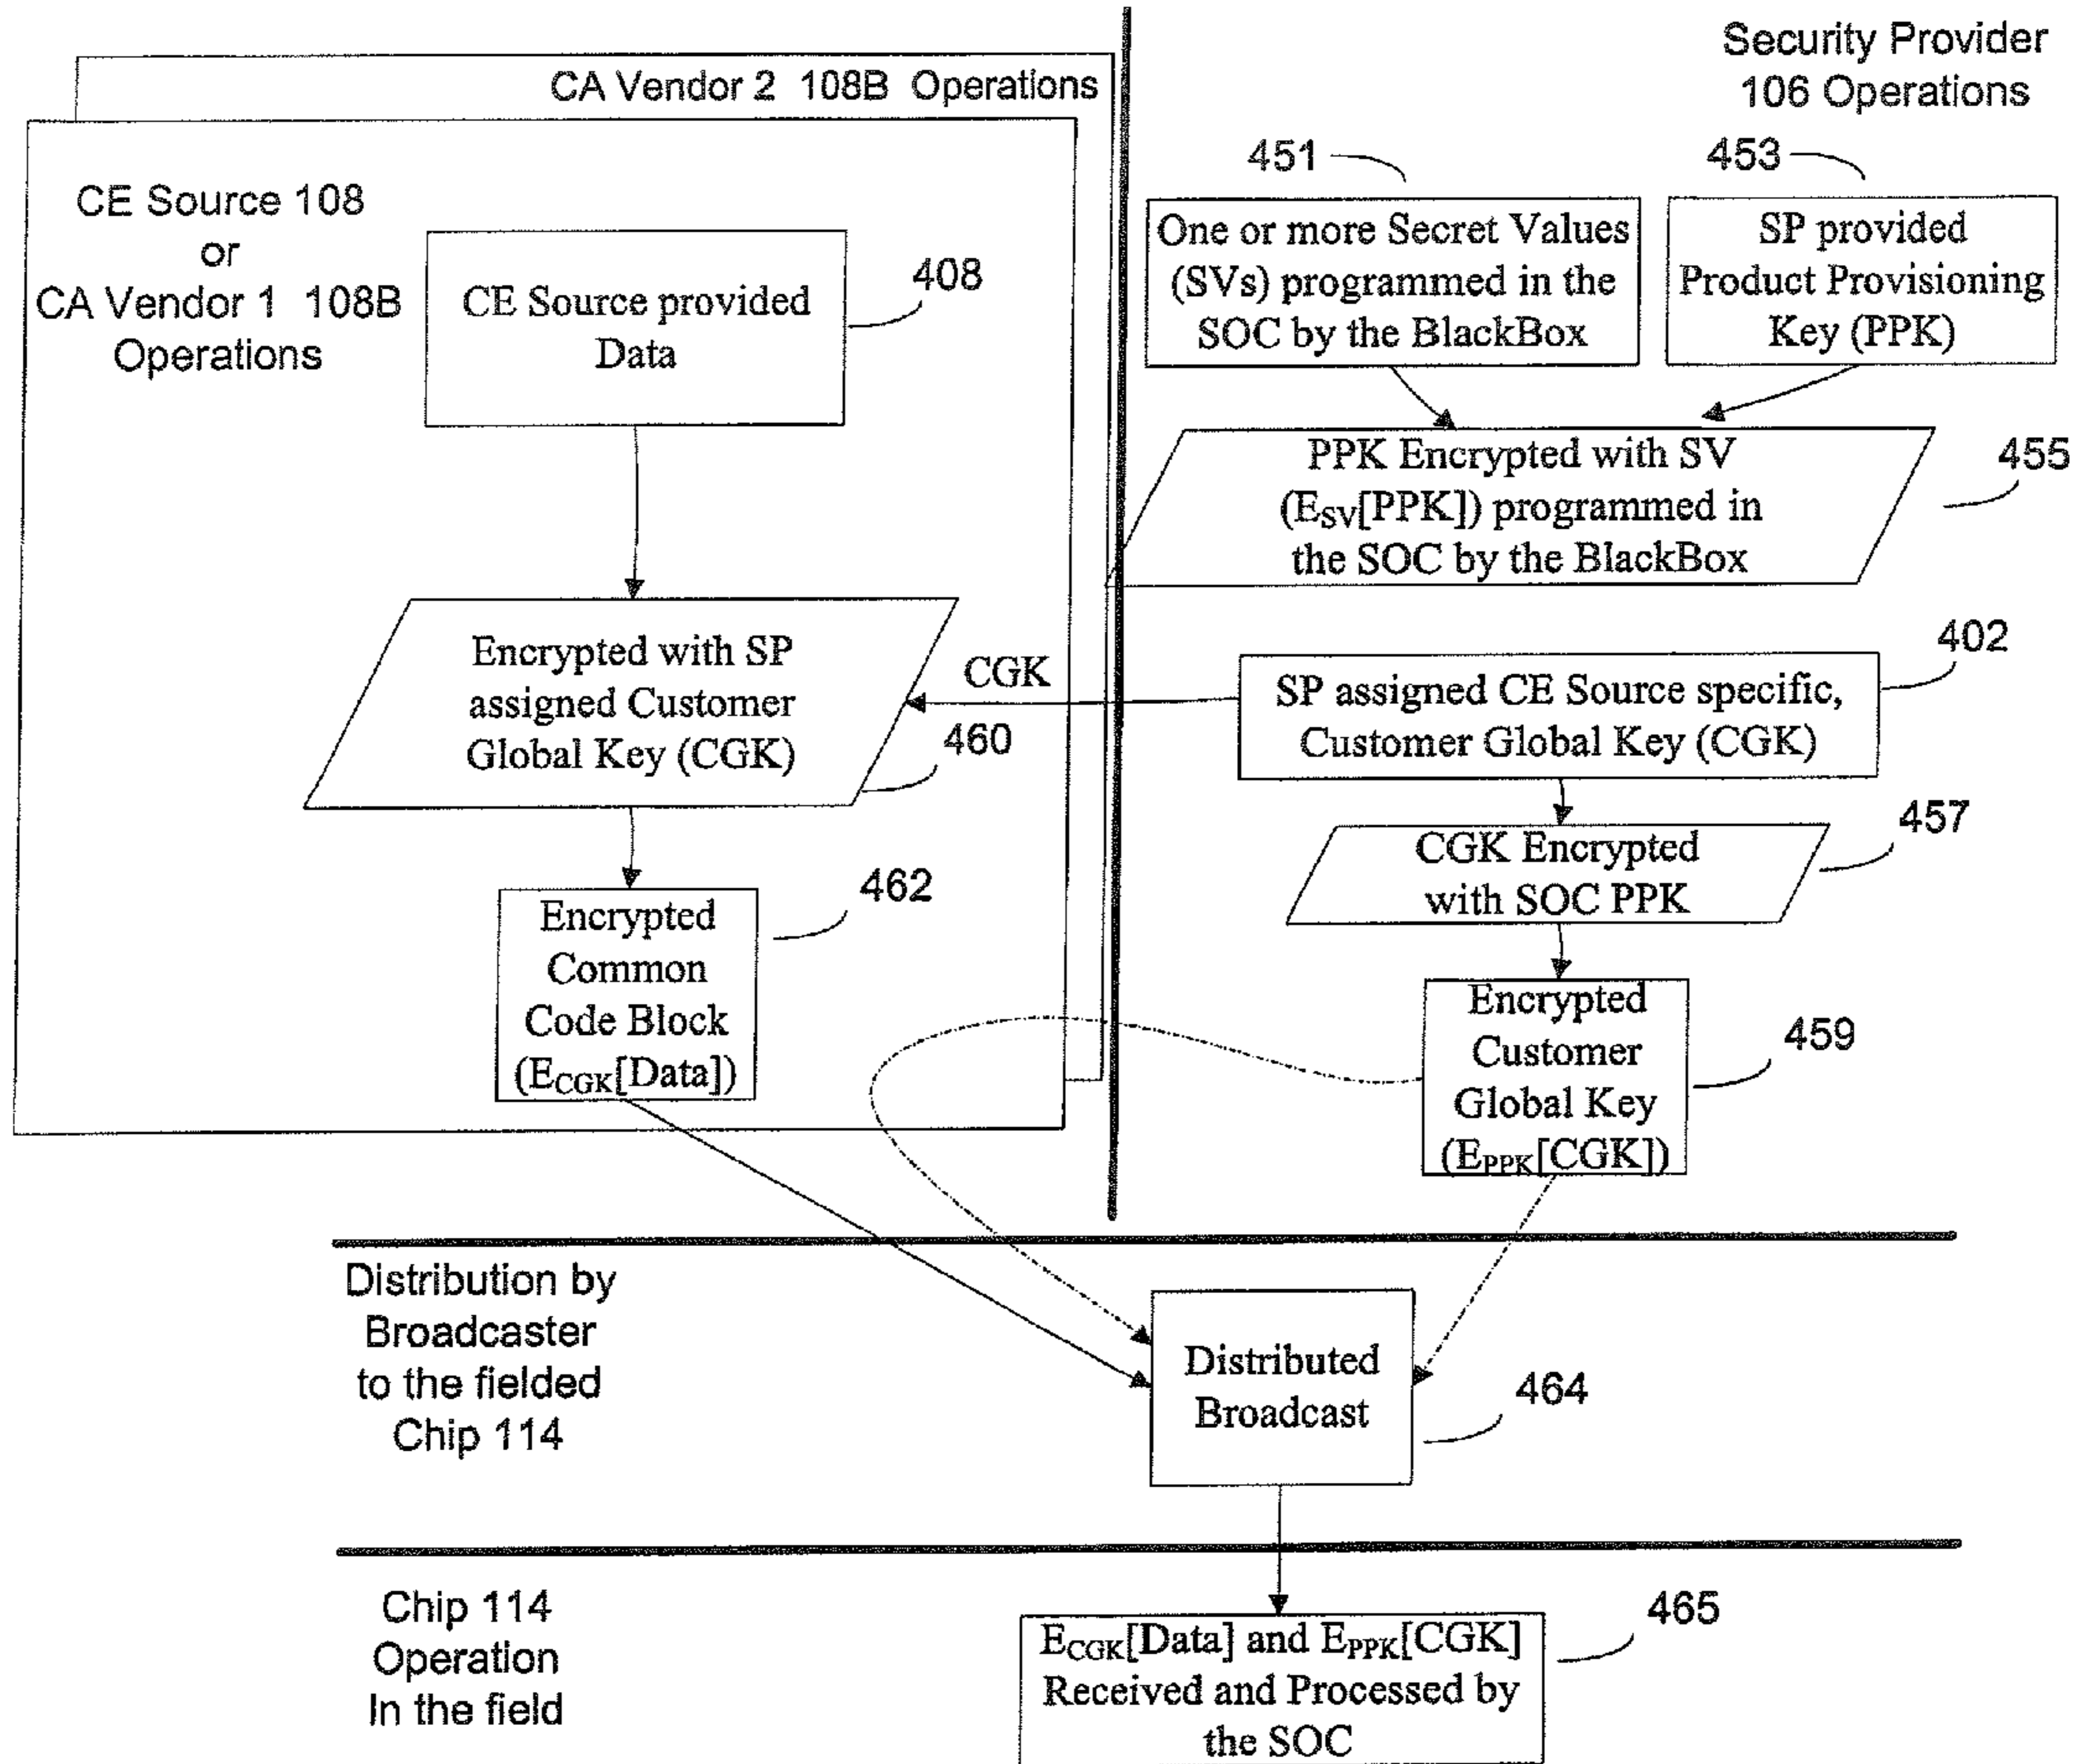 Security Provider
106 Operations
CA Vendor 2 108B Operations
CE Source 108
or
CA Vendor 1 108B
Operations
CE Source provided
Data
408
451
453
One or more Secret Values
(SVs) programmed in the
SOC by the BlackBox
SP provided
Product Provisioning
Key (PPK)
PPK Encrypted with SV
(ESV[PPK]) programmed in
the SOC by the BlackBox
455
Encrypted with SP
assigned Customer
Global Key (CGK)
460
CGK
402
SP assigned CE Source specific,
Customer Global Key (CGK)
457
CGK Encrypted
with SOC PPK
462
Encrypted
Common
Code Block
(ECGK[Data])
Encrypted
Customer
Global Key
(EPPK[CGK])
459
Distribution by
Broadcaster
to the fielded
Chip 114
Distributed
Broadcast
464
Chip 114
Operation
In the field
465
ECGK[Data] and EPPK[CGK]
Received and Processed by
the SOC